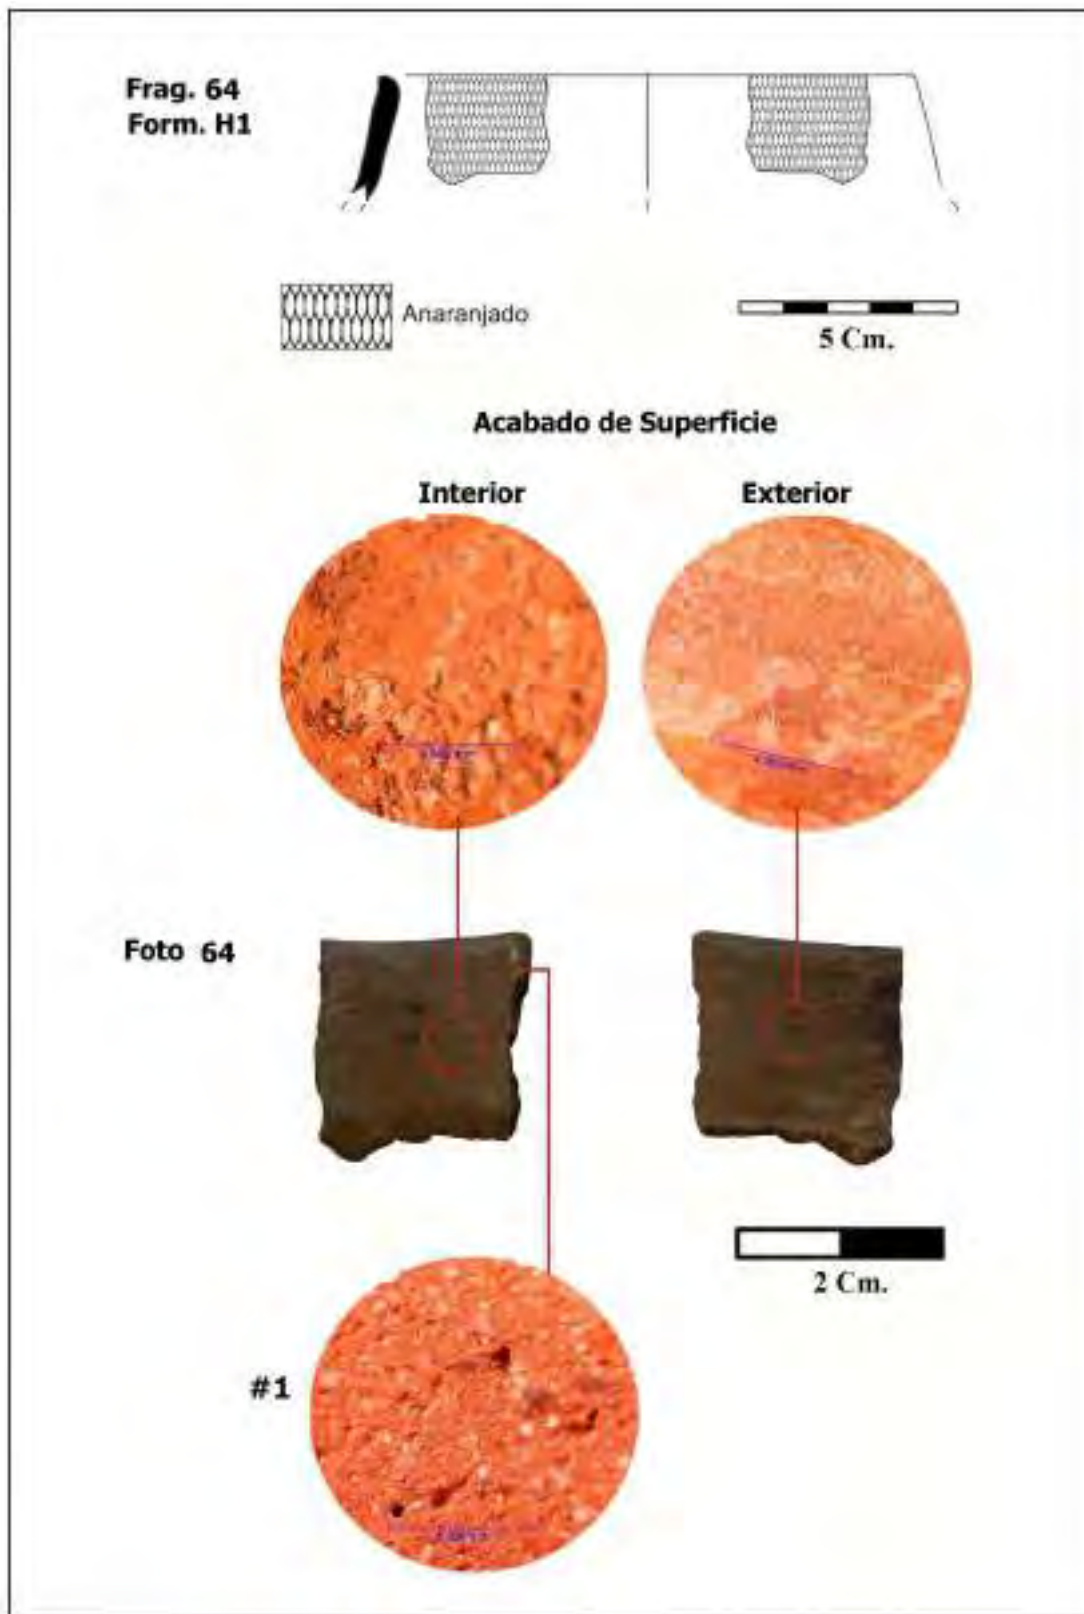 Frag. 64
Form. H1
Anaranjado
5 Cm.
Acabado de Superficie
Interior
Exterior
Foto 64
2 Cm.
#1